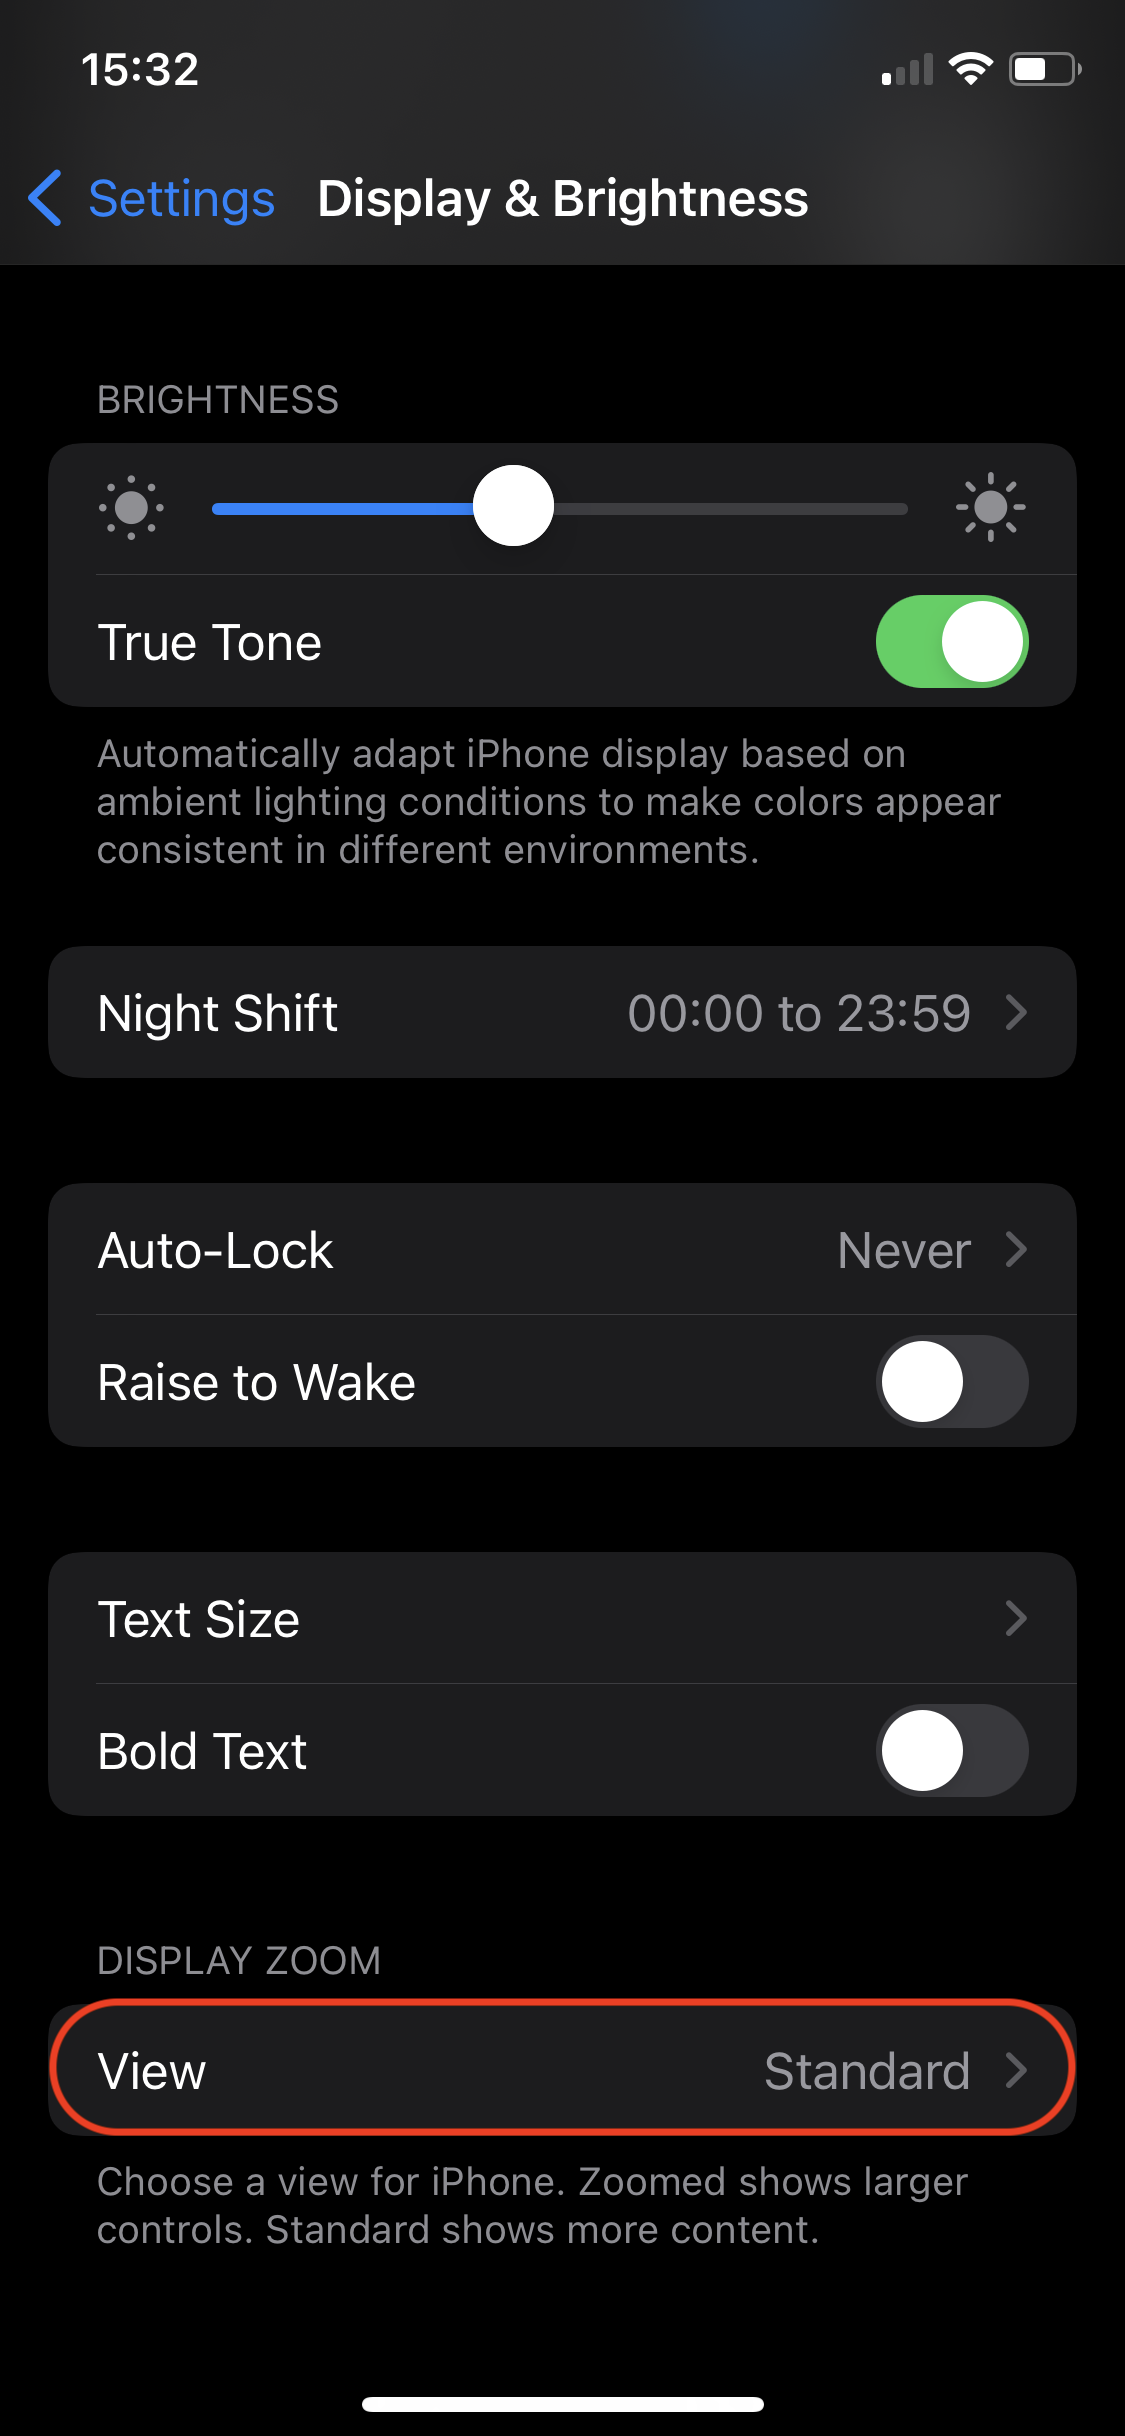 15:32
Settings Display & Brightness
BRIGHTNESS
True Tone
Automatically adapt iPhone display based on
ambient lighting conditions to make colors appear
consistent in different environments.
Night Shift 00:00 to 23:59
Auto-Lock Never
Raise to Wake
Text Size
Bold Text
DISPLAY ZOOM
View Standard
Choose a view for iPhone. Zoomed shows larger
controls. Standard shows more content.